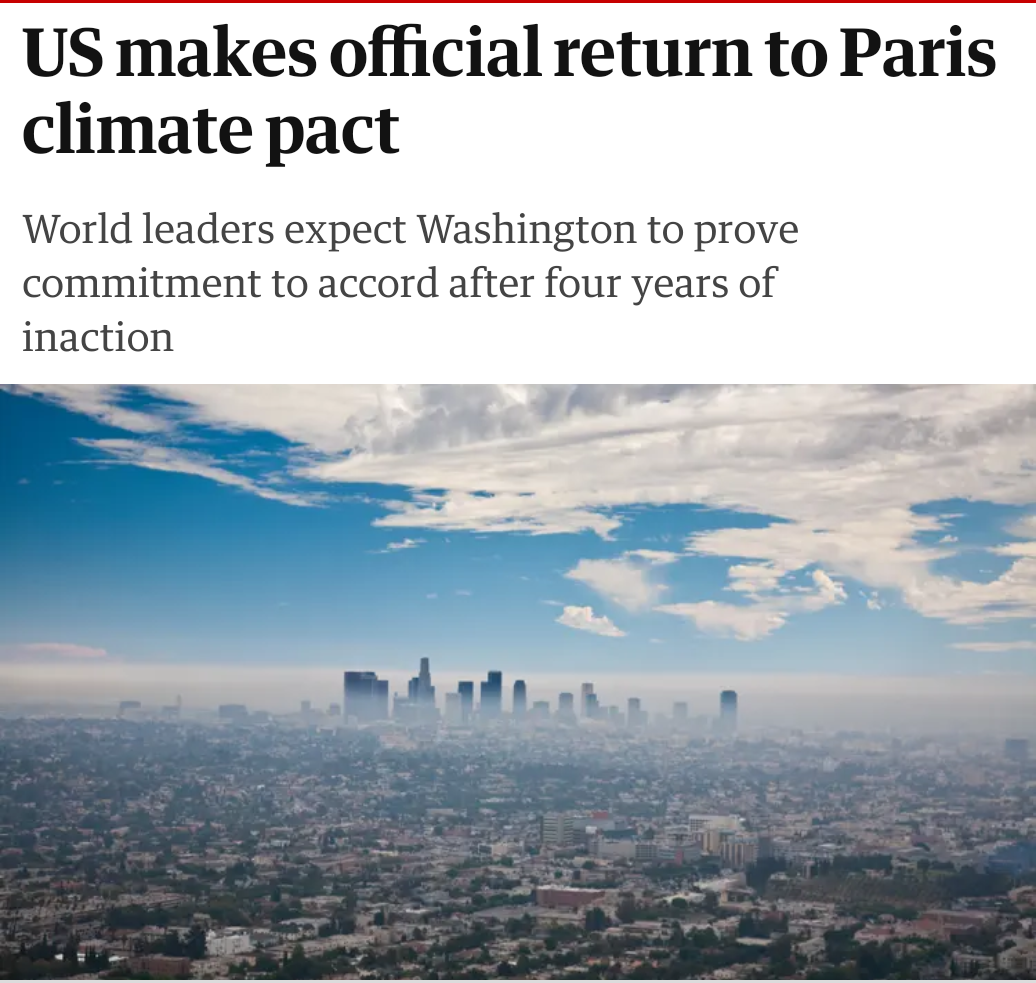 US makes official return to Paris
climate pact
World leaders expect Washington to prove
commitment to accord after four years of
inaction